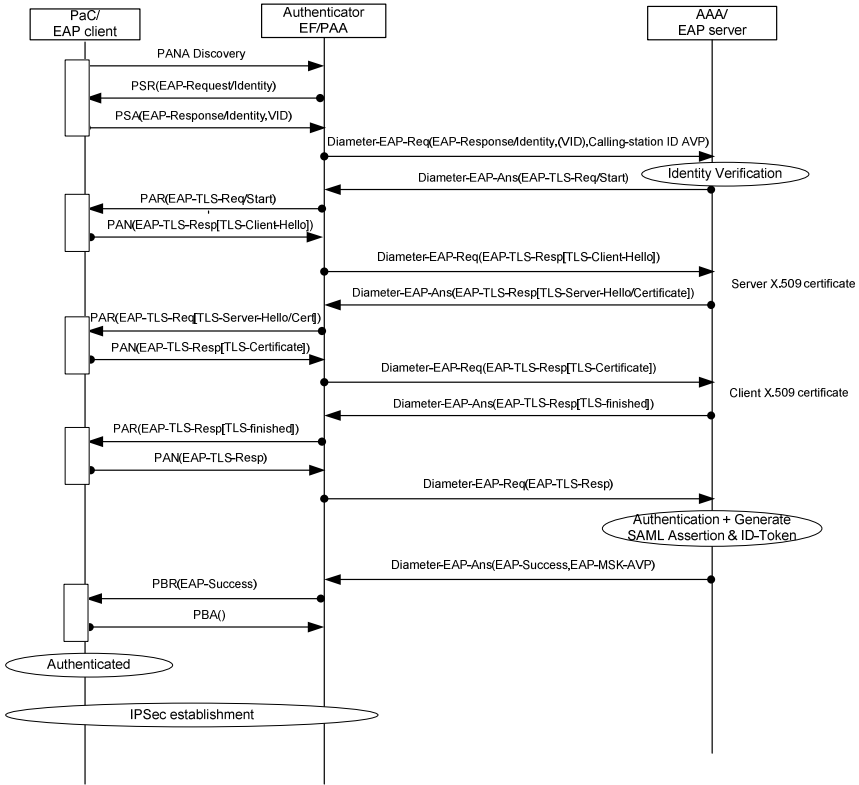 PaC/
EAP client
Authenticator
EF/PAA
AAA/
EAP server
PANA Discovery
PSR(EAP-Request/Identity)
PSA(EAP-Response/Identity,VID)
Diameter-EAP-Req(EAP-Response/Identity,(VID),Calling-station ID AVP)
Identity Verification
Diameter-EAP-Ans(EAP-TLS-Req/Start)
PAR(EAP-TLS-Req/Start)
PAN(EAP-TLS-Resp[TLS-Client-Hello])
Diameter-EAP-Req(EAP-TLS-Resp[TLS-Client-Hello])
Server X.509 certificate
Diameter-EAP-Ans(EAP-TLS-Resp[TLS-Server-Hello/Certificate])
PAR(EAP-TLS-Req[TLS-Server-Hello/Cert])
PAN(EAP-TLS-Resp[TLS-Certificate])
Diameter-EAP-Req(EAP-TLS-Resp[TLS-Certificate])
Client X.509 certificate
Diameter-EAP-Ans(EAP-TLS-Resp[TLS-finished])
PAR(EAP-TLS-Resp[TLS-finished])
PAN(EAP-TLS-Resp)
Diameter-EAP-Req(EAP-TLS-Resp)
Authentication + Generate
SAML Assertion & ID-Token
Diameter-EAP-Ans(EAP-Success,EAP-MSK-AVP)
PBR(EAP-Success)
PBA()
Authenticated
IPSec establishment